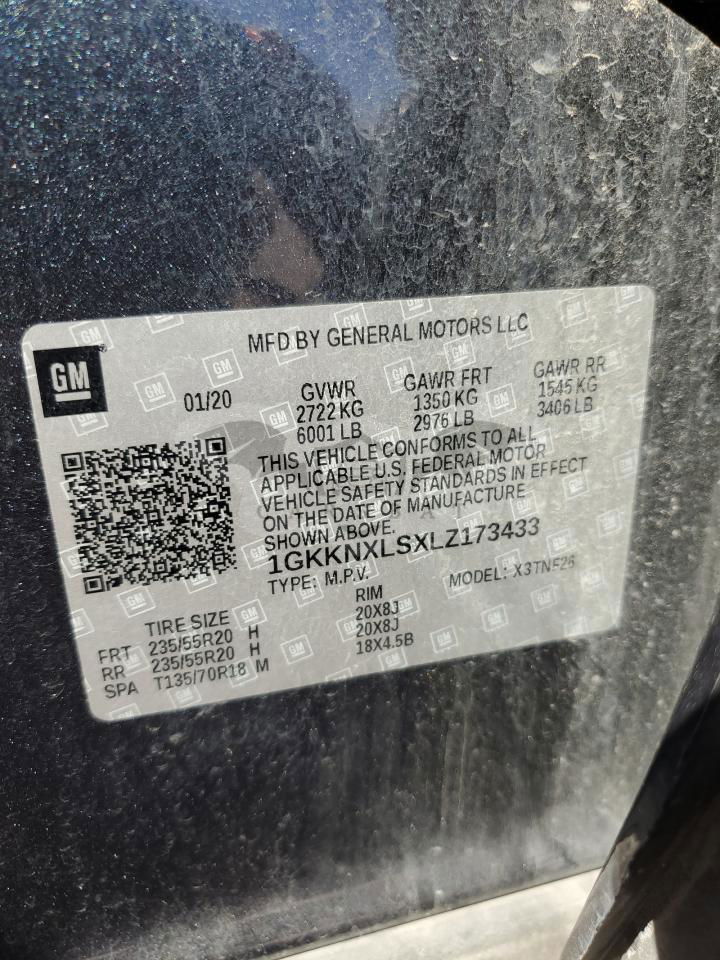 MFD BY GENERAL MOTORS LLC
GM
01/20
GVWR
2722 KG
6001 LB
GAWR FRT
1350 KG
2976 LB
GAWR RR
1545 KG
3406 LB
THIS VEHICLE CONFORMS TO ALL
APPLICABLE U.S. FEDERAL MOTOR
VEHICLE SAFETY STANDARDS IN EFFECT
ON THE DATE OF MANUFACTURE
SHOWN ABOVE.
1GKKNXLSXLZ173433
TYPE: M.P.V. MODEL: X3TNF26
TIRE SIZE RIM
FRT 235/55R20 H 20X8J
RR 235/55R20 H 20X8J
SPA T135/70R18 M 18X4.5B